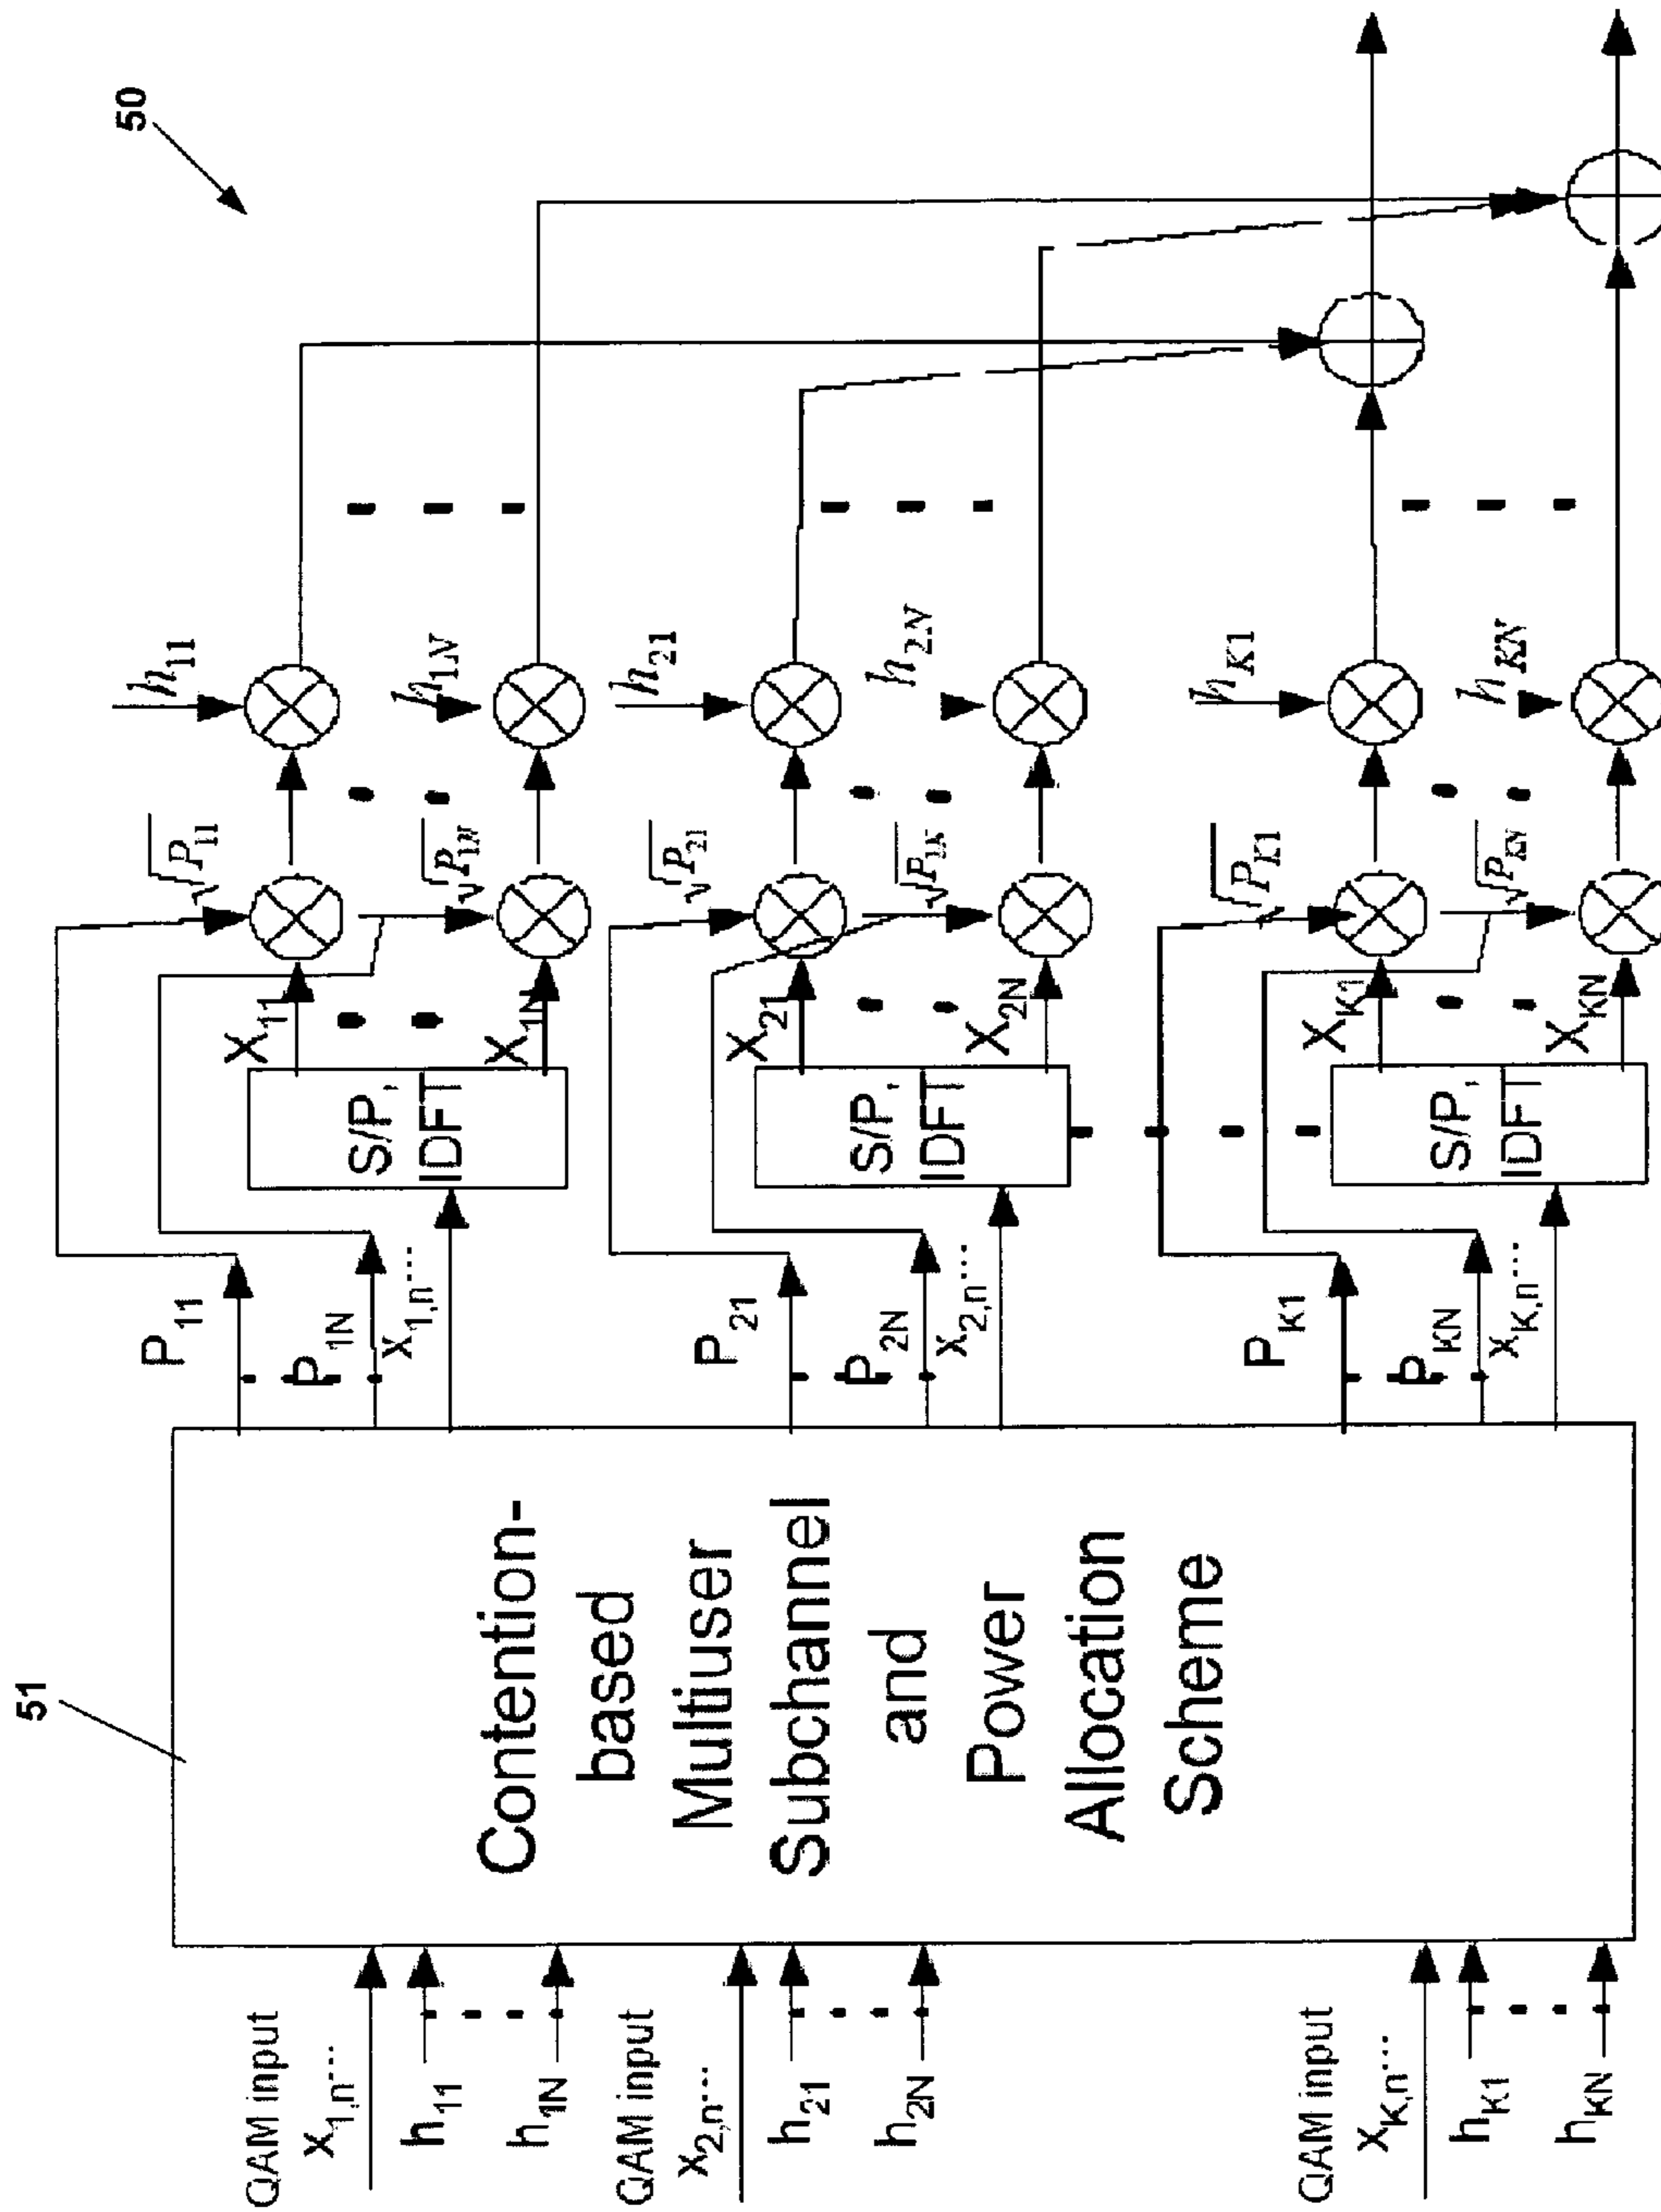 50
51
QAM input
x1,n....
h11
h1N
QAM input
x2,n....
h21
h2N
QAM input
xK,n....
hK1
hKN
Contention-
based
Multiuser
Subchannel
and
Power
Allocation
Scheme
P11
P1N
x1,n....
P21
P2N
x2,n....
PK1
PKN
xK,n....
S/P,
IDFT
S/P,
IDFT
S/P,
IDFT
X11
X1N
X21
X2N
XK1
XKN
√P11
√P1N
√P21
√PK1
√PKN
h11
h1N
h21
h2N
hK1
hKN